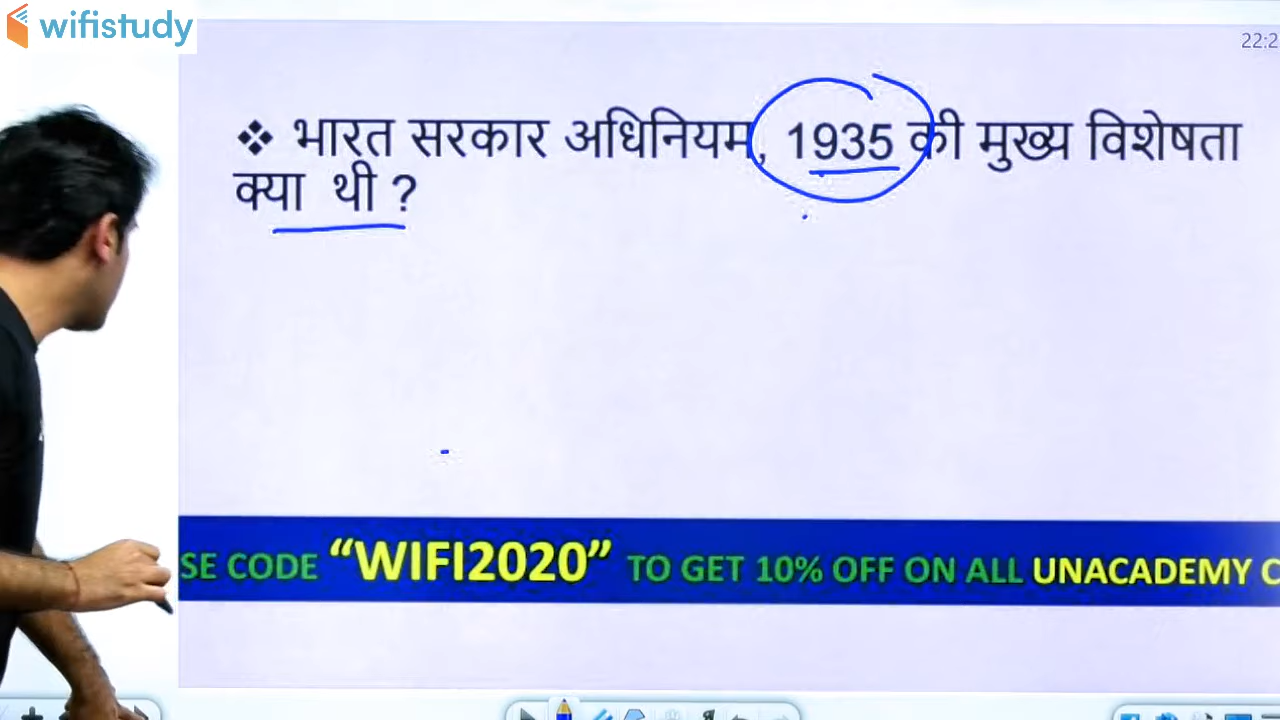 wifistudy
22:2
❖ भारत सरकार अधिनियम, 1935 की मुख्य विशेषता
क्या थी ?
SE CODE “WIFI2020” TO GET 10% OFF ON ALL UNACADEMY C